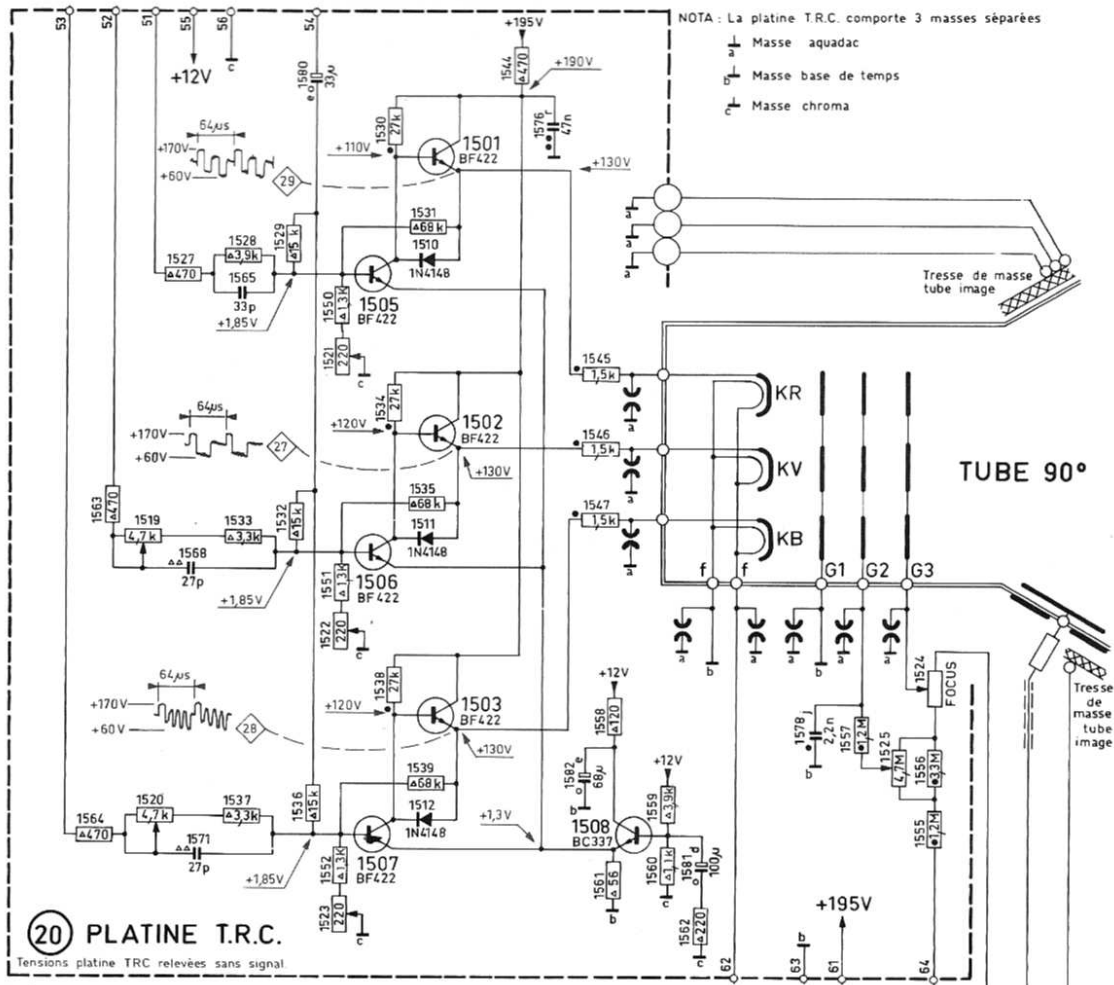 53
52
51
55
56
54
+12V
c
1580
33µ
e o
+195V
1544
△470
+190V
NOTA : La platine T.R.C. comporte 3 masses séparées
a Masse aquadac
b Masse base de temps
c Masse chroma
64µs
+170V
+60V
29
1530
27k
+110V
1501
BF422
1576
r
47n
b
+130V
1531
△68k
1510
1N4148
1529
△15k
1528
△3,9k
1527
△470
1565
33p
+1,85V
1550
△1,3k
1505
BF422
1521
220
c
a
a
a
Tresse de masse
tube image
64µs
+170V
+60V
27
1534
27k
+120V
1502
BF422
+130V
1535
△68k
1511
1N4148
1563
△470
1519
4,7k
1533
△3,3k
1532
△15k
1568
27p
+1,85V
1551
△1,3k
1506
BF422
1522
220
c
1545
1,5k
a
KR
1546
1,5k
a
KV
1547
1,5k
a
KB
TUBE 90°
f
f
G1
G2
G3
a
b
a
a
b
a
a
64µs
+170V
+60V
28
1538
27k
+120V
1503
BF422
+130V
1539
△68k
1512
1N4148
+1,3V
1564
△470
1520
4,7k
1537
△3,3k
1536
△15k
1571
27p
+1,85V
1552
△1,3k
1507
BF422
1523
220
c
+12V
1558
△120
1582
e
o
68µ
b
+12V
1559
△3,9k
1508
BC337
1561
△56
b
1560
△1,1k
c
1581
d
o
100µ
1562
△220
c
1578
j
2,2n
b
1557
1,2M
1525
4,7M
1524
FOCUS
1556
3,3M
1555
1,2M
Tresse
de
masse
tube
image
+195V
b
62
63
61
64
20 PLATINE T.R.C.
Tensions platine TRC relevées sans signal.